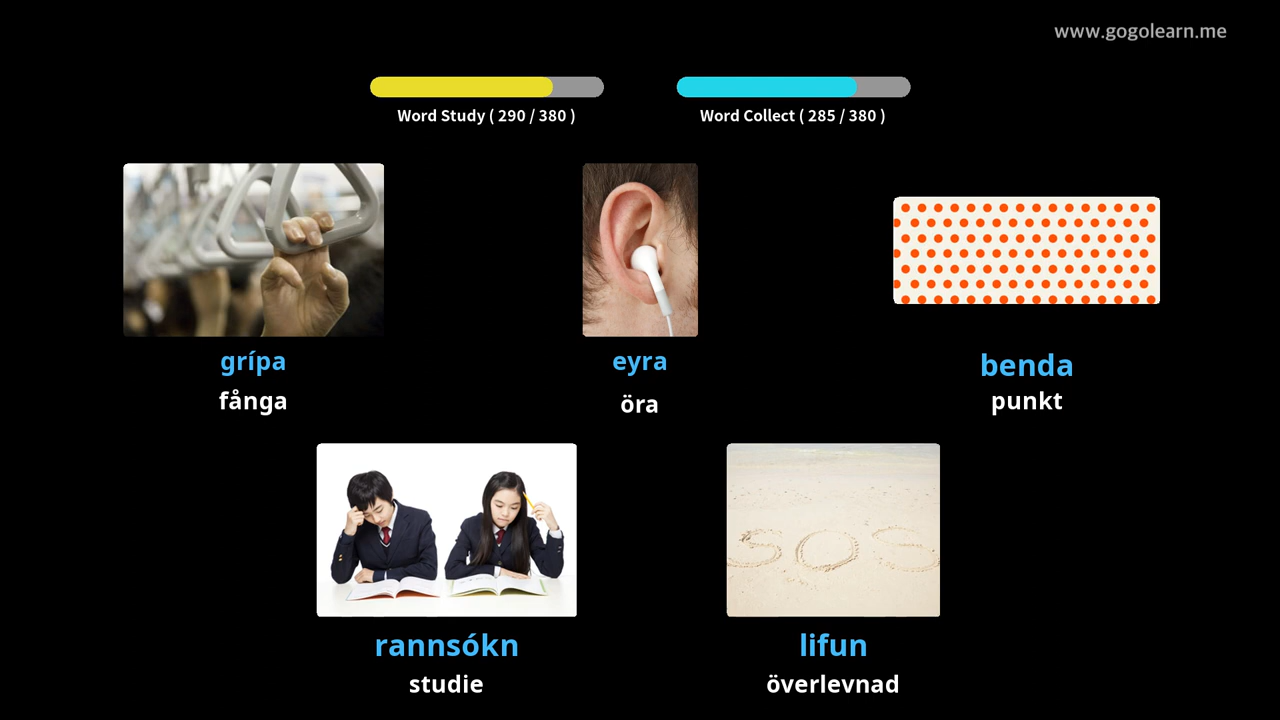 www.gogolearn.me
Word Study ( 290 / 380 )
Word Collect ( 285 / 380 )
grípa
fånga
eyra
öra
benda
punkt
rannsókn
studie
lifun
överlevnad
SOS